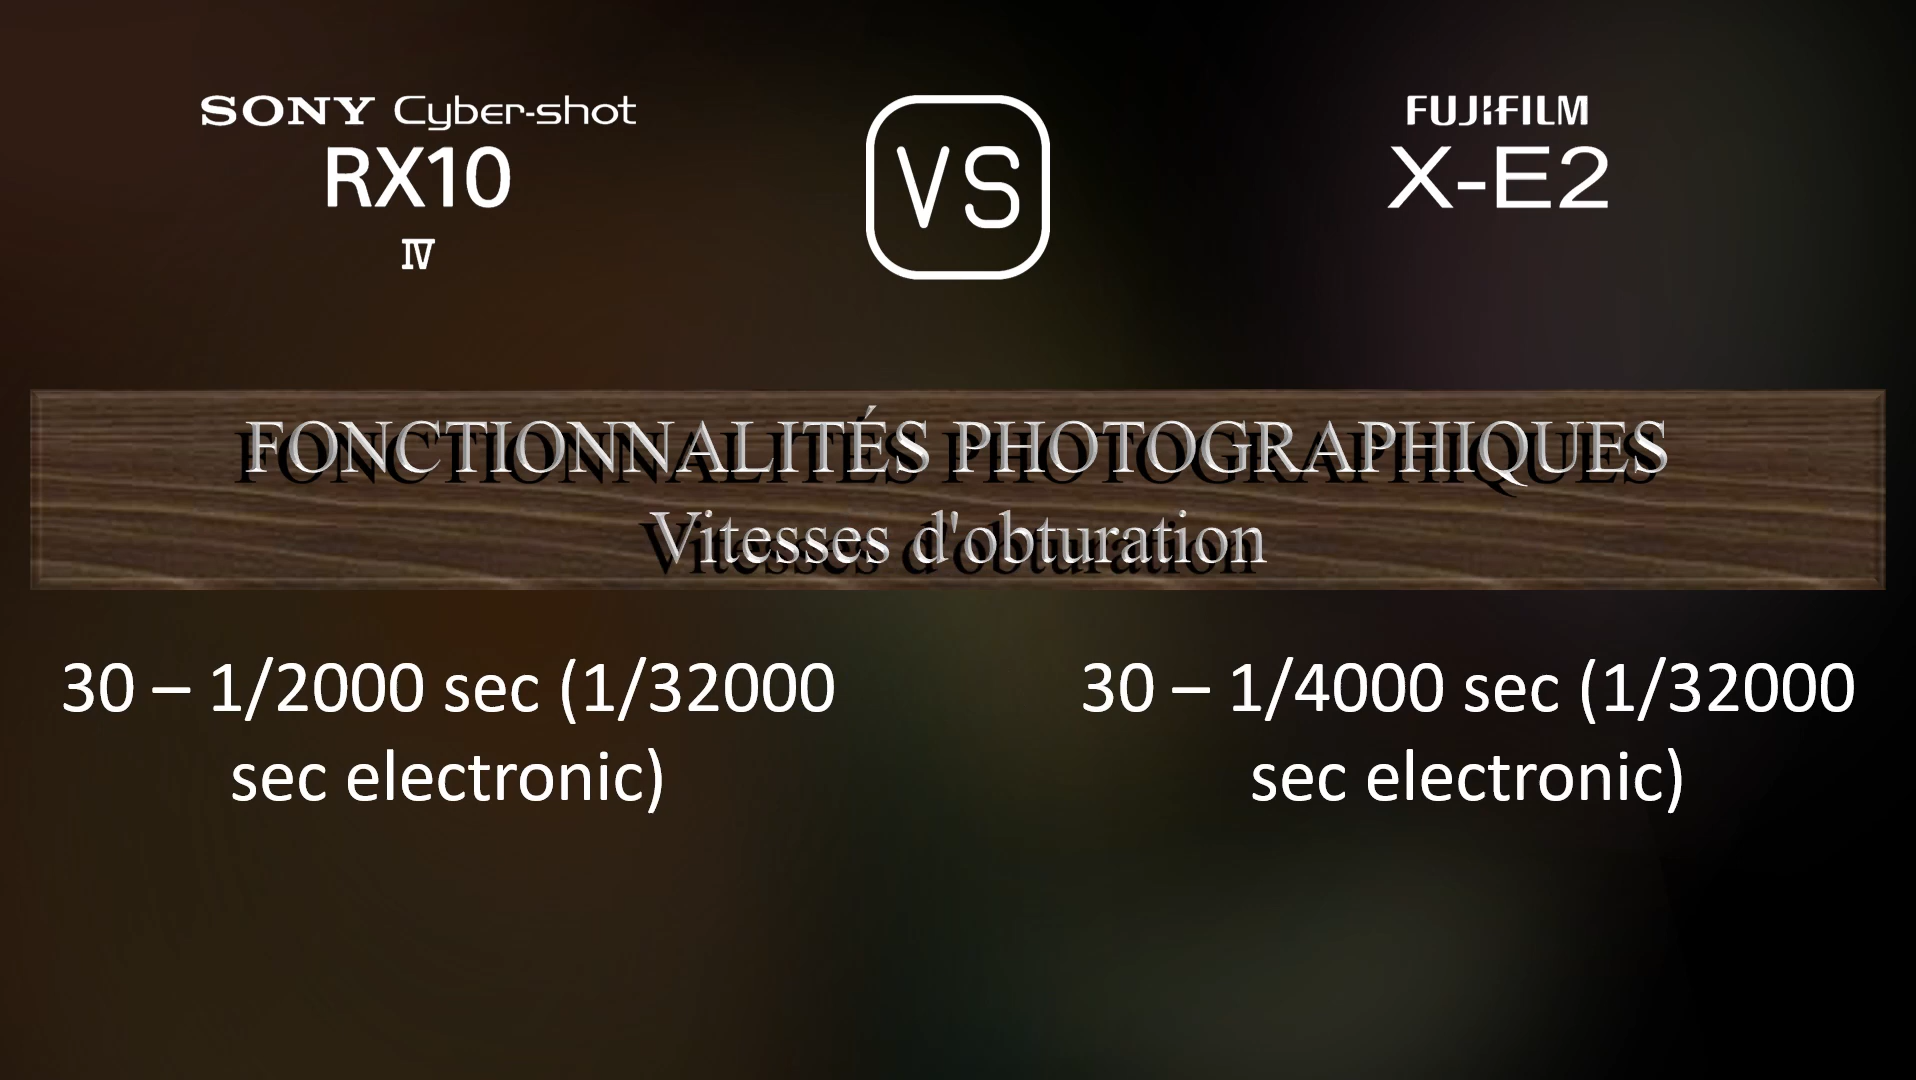 SONY Cyber-shot
RX10
IV
VS
FUJIFILM
X-E2
FONCTIONNALITÉS PHOTOGRAPHIQUES
Vitesses d'obturation
30 – 1/2000 sec (1/32000
sec electronic)
30 – 1/4000 sec (1/32000
sec electronic)